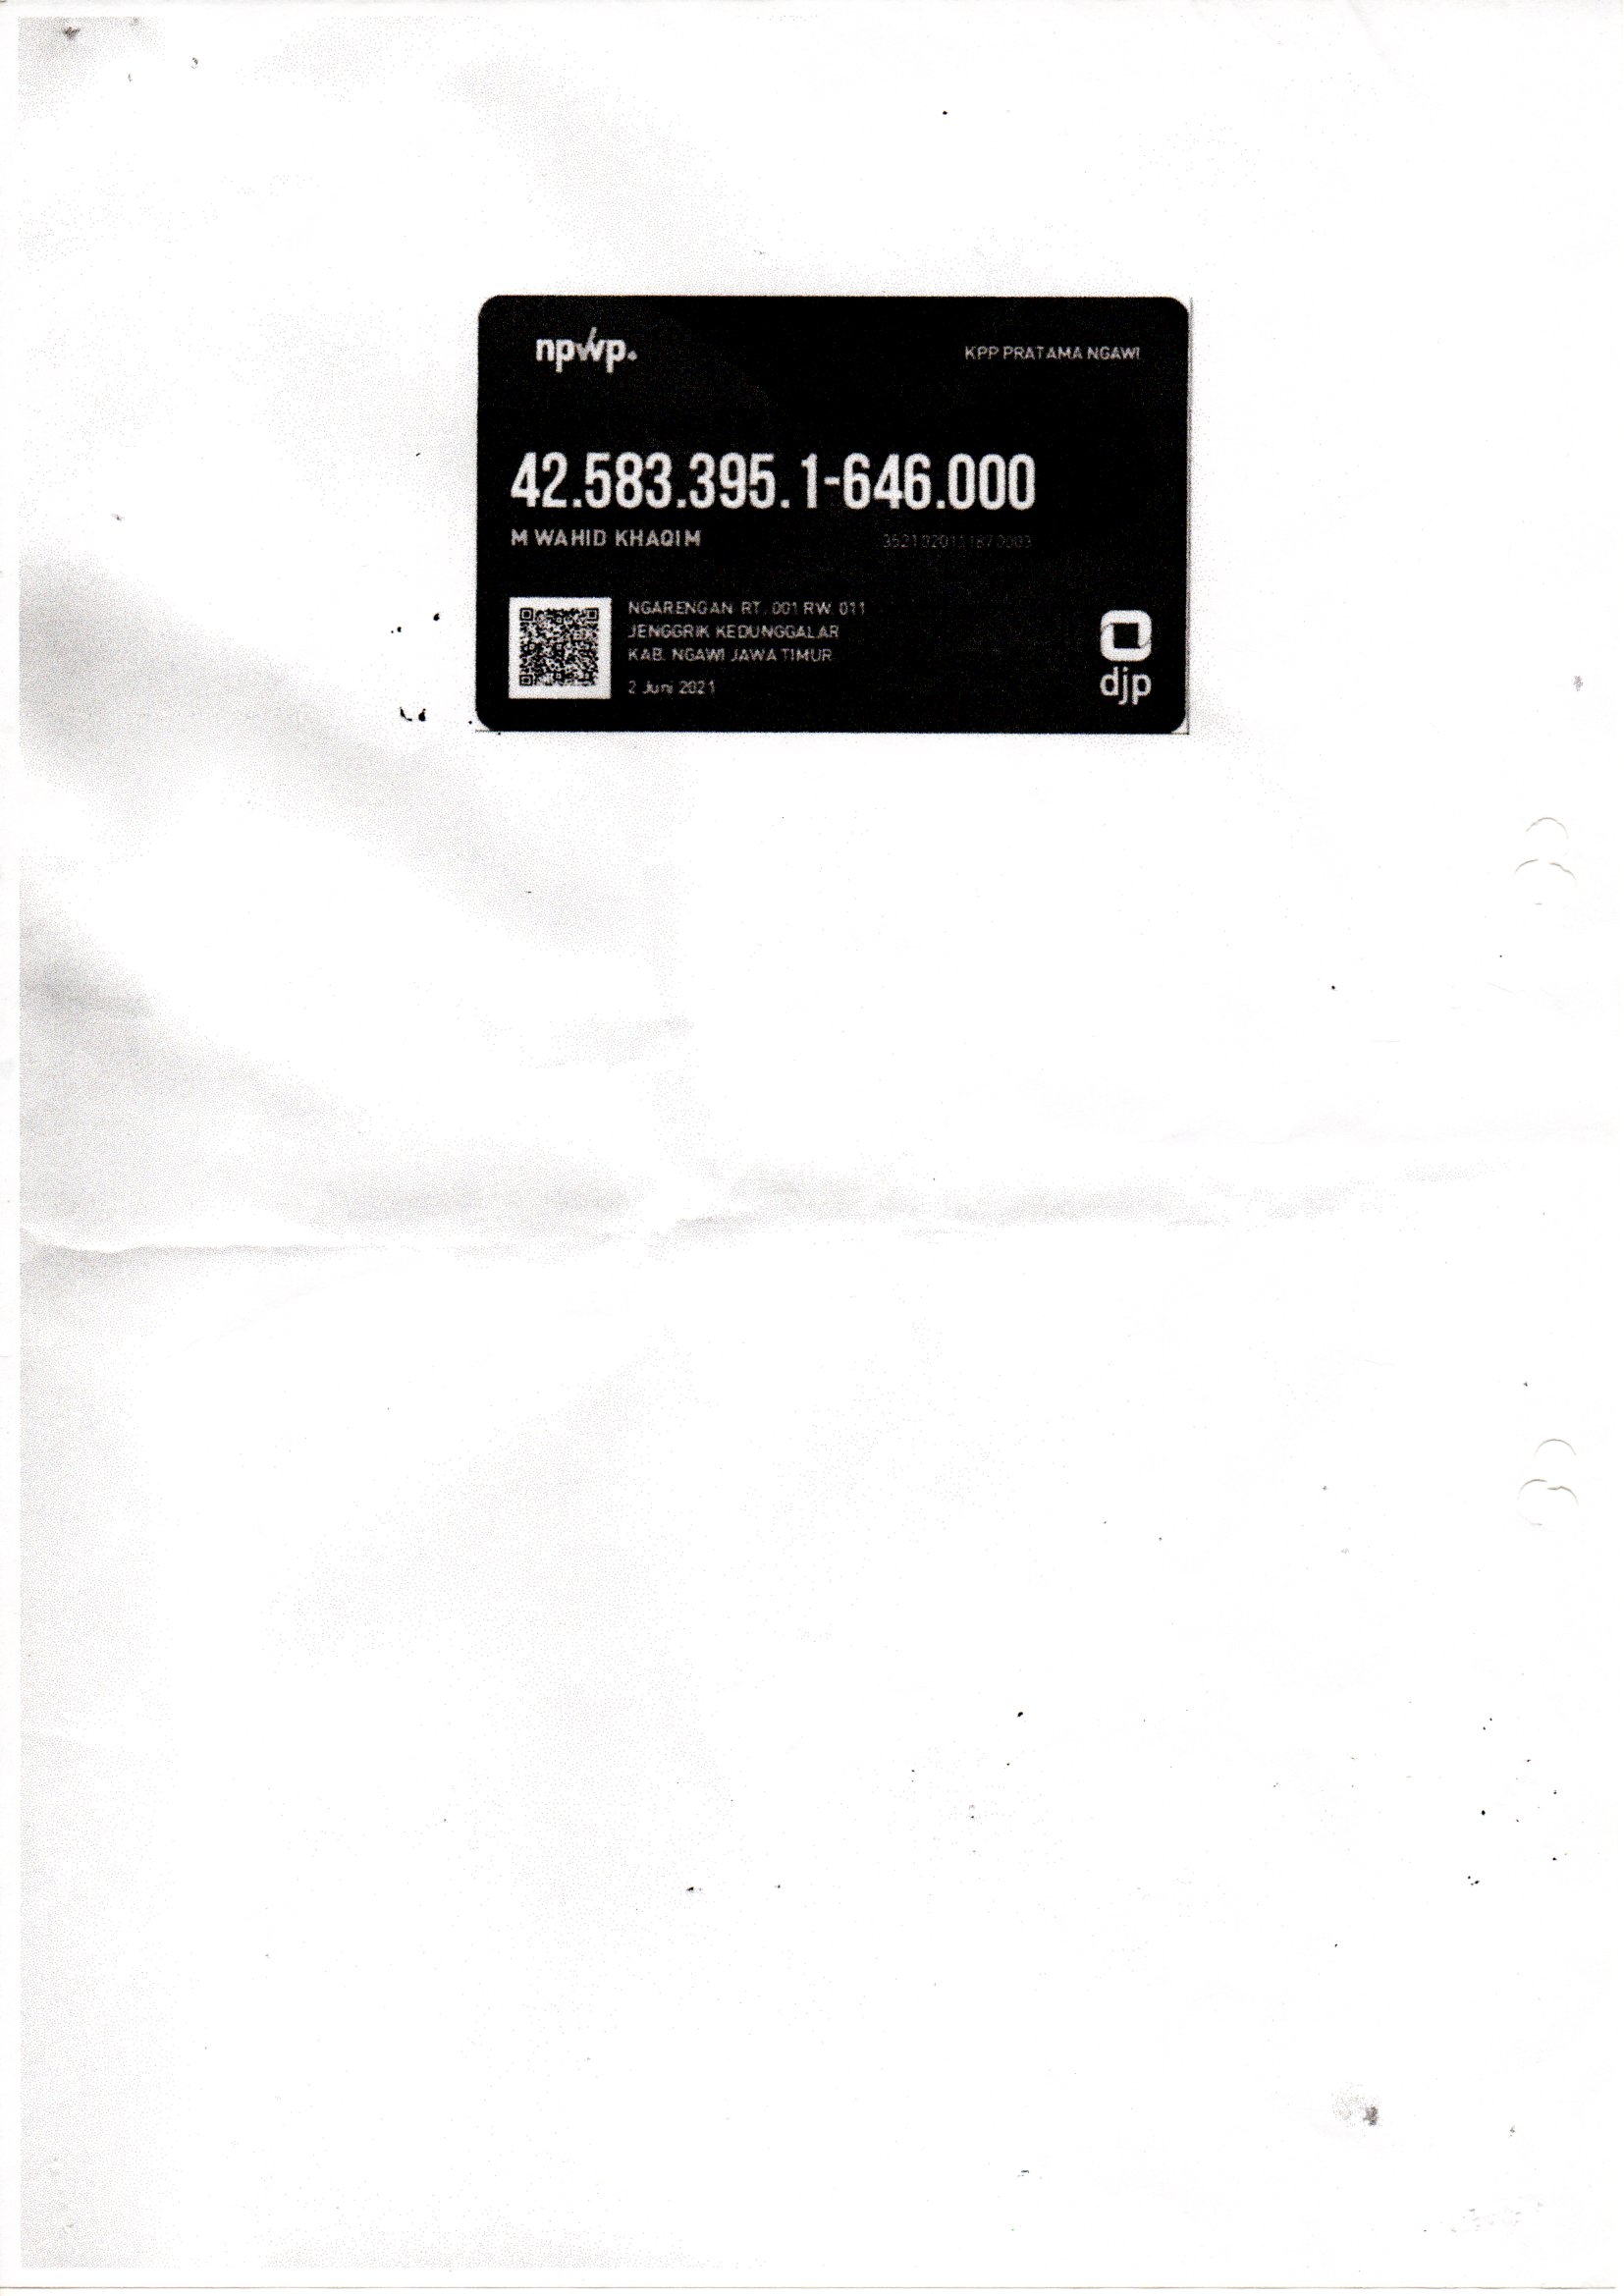 npwp.
KPP PRATAMA NGAWI
42.583.395.1-646.000
M WAHID KHAQIM
NGARENGAN RT. 001 RW. 011
JENGGRIK KEDUNGGALAR
KAB. NGAWI JAWA TIMUR
2 Juni 2021
djp